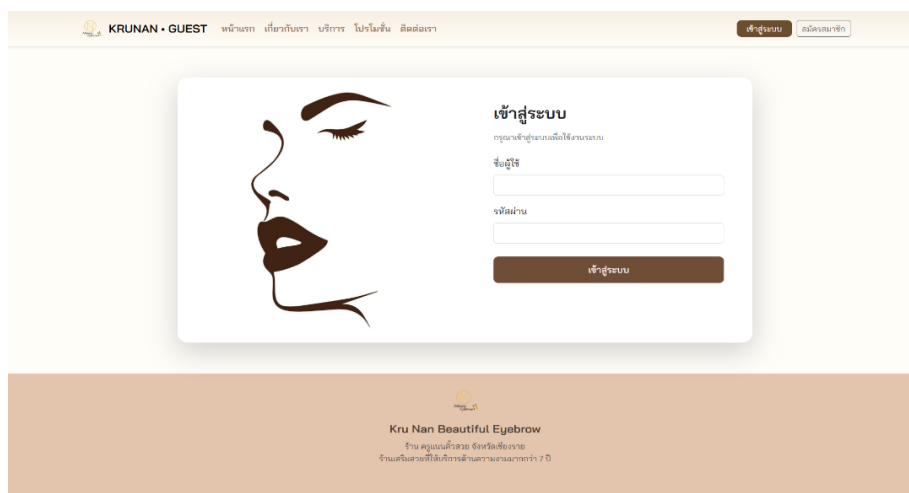 KRUNAN • GUEST หน้าแรก เกี่ยวกับเรา บริการ โปรโมชั่น ติดต่อเรา เข้าสู่ระบบ สมัครสมาชิก
เข้าสู่ระบบ
กรุณาเข้าสู่ระบบเพื่อใช้งานระบบ
ชื่อผู้ใช้
รหัสผ่าน
เข้าสู่ระบบ
Kru Nan Beautiful Eyebrow
ร้าน ครูแนนคิ้วสวย จังหวัดเชียงราย
ร้านเสริมสวยที่ให้บริการด้านความงามมากกว่า 7 ปี